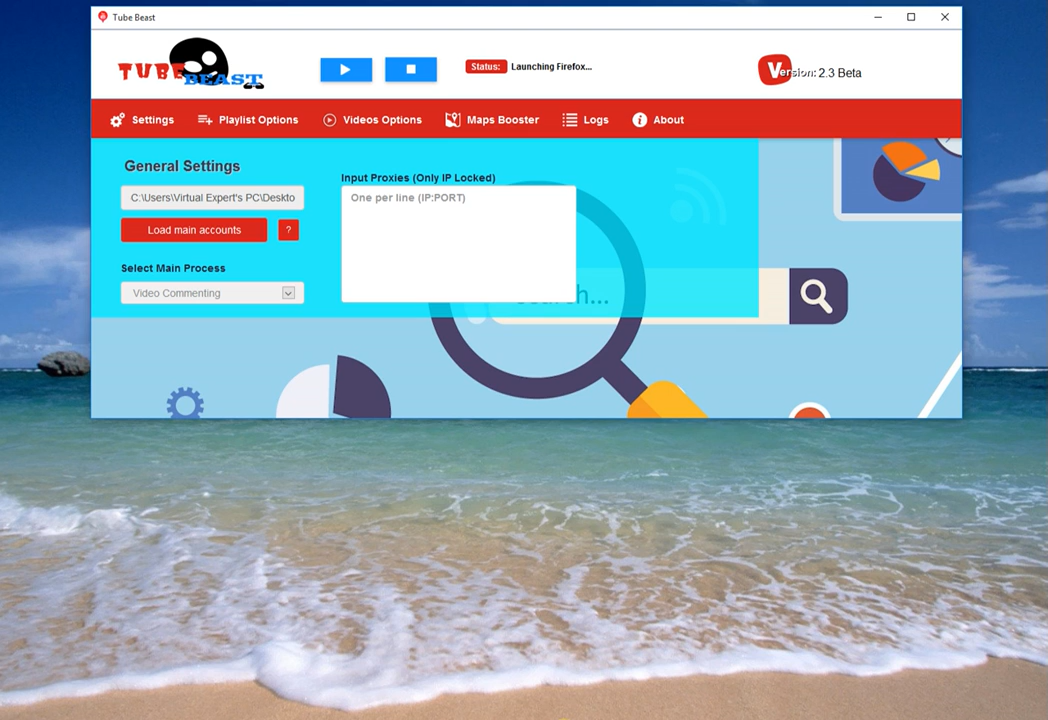 Tube Beast
TUBE BEAST
Status: Launching Firefox...
Version: 2.3 Beta
Settings
Playlist Options
Videos Options
Maps Booster
Logs
About
General Settings
C:\Users\Virtual Expert's PC\Deskto
Load main accounts
?
Select Main Process
Video Commenting
Input Proxies (Only IP Locked)
One per line (IP:PORT)